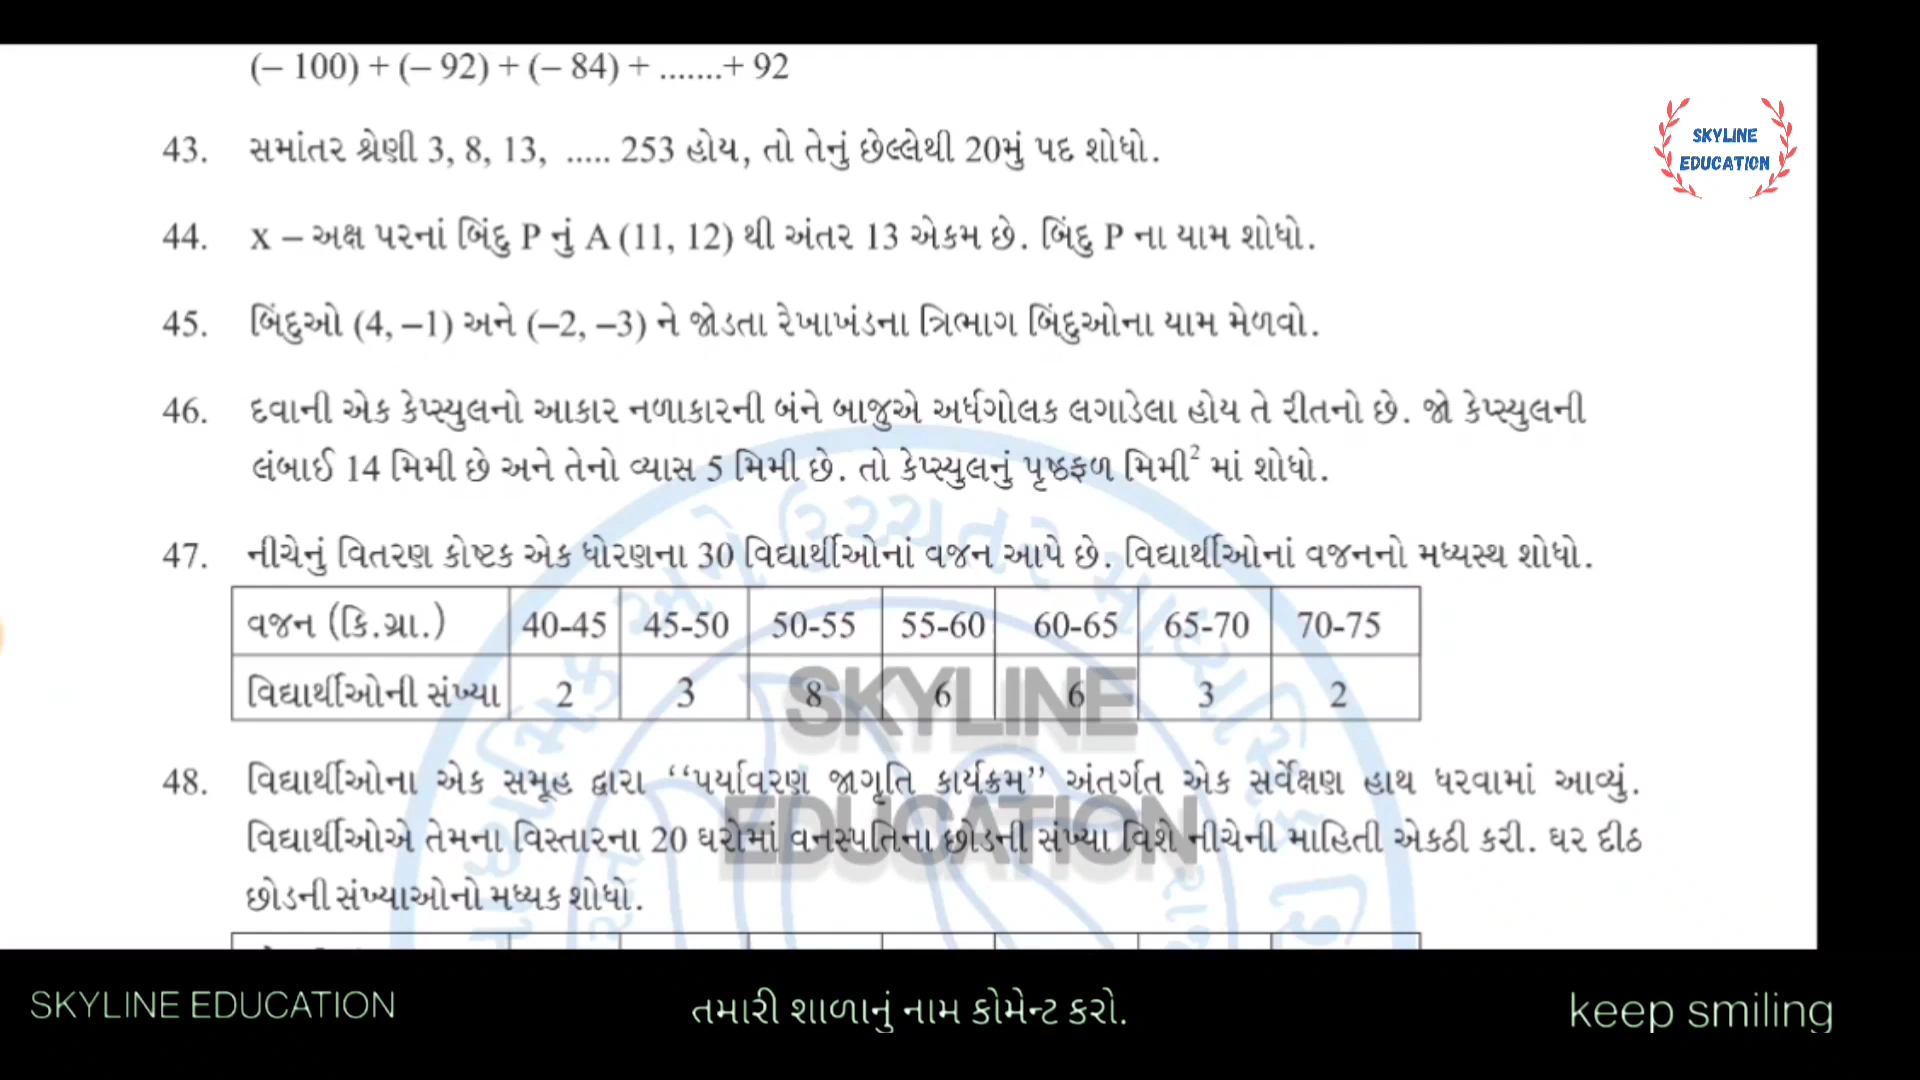 (– 100) + (– 92) + (– 84) + .......+ 92
SKYLINE
EDUCATION
43. સમાંતર શ્રેણી 3, 8, 13, ..... 253 હોય, તો તેનું છેલ્લેથી 20મું પદ શોધો.
44. x – અક્ષ પરનાં બિંદુ P નું A (11, 12) થી અંતર 13 એકમ છે. બિંદુ P ના યામ શોધો.
45. બિંદુઓ (4, –1) અને (–2, –3) ને જોડતા રેખાખંડના ત્રિભાગ બિંદુઓના યામ મેળવો.
46. દવાની એક કેપ્સ્યુલનો આકાર નળાકારની બંને બાજુએ અર્ધગોલક લગાડેલા હોય તે રીતનો છે. જો કેપ્સ્યુલની
લંબાઈ 14 મિમી છે અને તેનો વ્યાસ 5 મિમી છે. તો કેપ્સ્યુલનું પૃષ્ઠફળ મિમી² માં શોધો.
47. નીચેનું વિતરણ કોષ્ટક એક ધોરણના 30 વિદ્યાર્થીઓનાં વજન આપે છે. વિદ્યાર્થીઓનાં વજનનો મધ્યસ્થ શોધો.
વજન (કિ.ગ્રા.) 40-45 45-50 50-55 55-60 60-65 65-70 70-75
વિદ્યાર્થીઓની સંખ્યા 2 3 8 6 6 3 2
SKYLINE
EDUCATION
48. વિદ્યાર્થીઓના એક સમૂહ દ્વારા ‘‘પર્યાવરણ જાગૃતિ કાર્યક્રમ’’ અંતર્ગત એક સર્વેક્ષણ હાથ ધરવામાં આવ્યું.
વિદ્યાર્થીઓએ તેમના વિસ્તારના 20 ઘરોમાં વનસ્પતિના છોડની સંખ્યા વિશે નીચેની માહિતી એકઠી કરી. ઘર દીઠ
છોડની સંખ્યાઓનો મધ્યક શોધો.
SKYLINE EDUCATION
તમારી શાળાનું નામ કોમેન્ટ કરો.
keep smiling